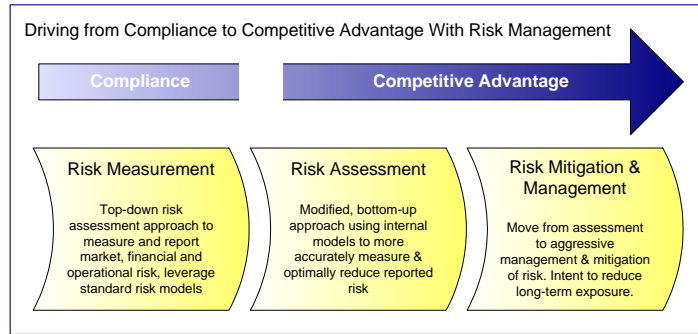 Driving from Compliance to Competitive Advantage With Risk Management
Compliance
Competitive Advantage
Risk Measurement
Top-down risk
assessment approach to
measure and report
market, financial and
operational risk, leverage
standard risk models
Risk Assessment
Modified, bottom-up
approach using internal
models to more
accurately measure &
optimally reduce reported
risk
Risk Mitigation &
Management
Move from assessment
to aggressive
management & mitigation
of risk. Intent to reduce
long-term exposure.